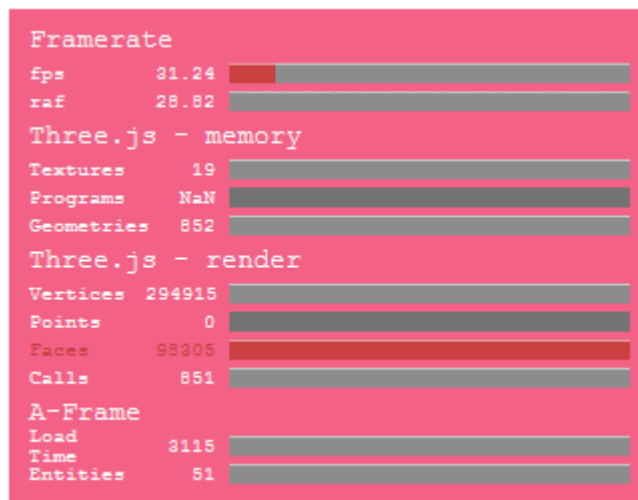 Framerate
fps 31.24
raf 28.82
Three.js - memory
Textures 19
Programs NaN
Geometries 852
Three.js - render
Vertices 294915
Points 0
Faces 98305
Calls 851
A-Frame
Load
Time 3115
Entities 51